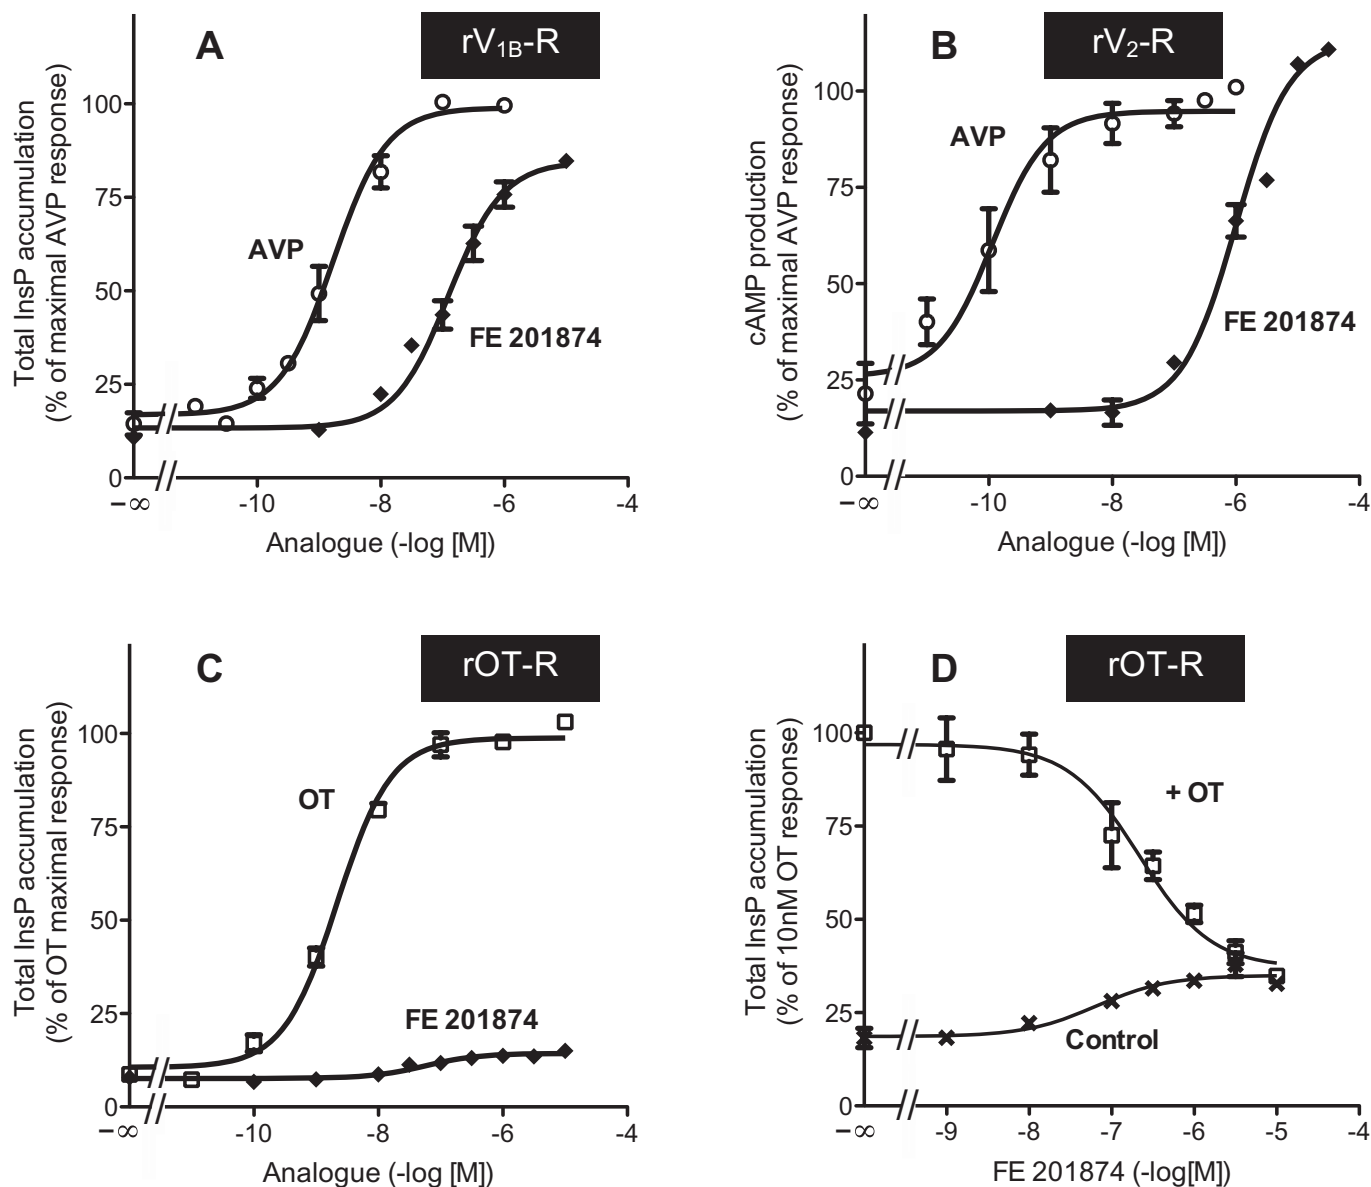 A
rV1B-R
Total InsP accumulation
(% of maximal AVP response)
100
75
50
25
0
AVP
FE 201874
−∞
-10
-8
-6
-4
Analogue (-log [M])
B
rV2-R
cAMP production
(% of maximal AVP response)
100
75
50
25
0
AVP
FE 201874
−∞
-10
-8
-6
-4
Analogue (-log [M])
C
rOT-R
Total InsP accumulation
(% of OT maximal response)
100
75
50
25
0
OT
FE 201874
−∞
-10
-8
-6
-4
Analogue (-log [M])
D
rOT-R
Total InsP accumulation
(% of 10nM OT response)
100
75
50
25
0
+ OT
Control
−∞
-9
-8
-7
-6
-5
-4
FE 201874 (-log[M])